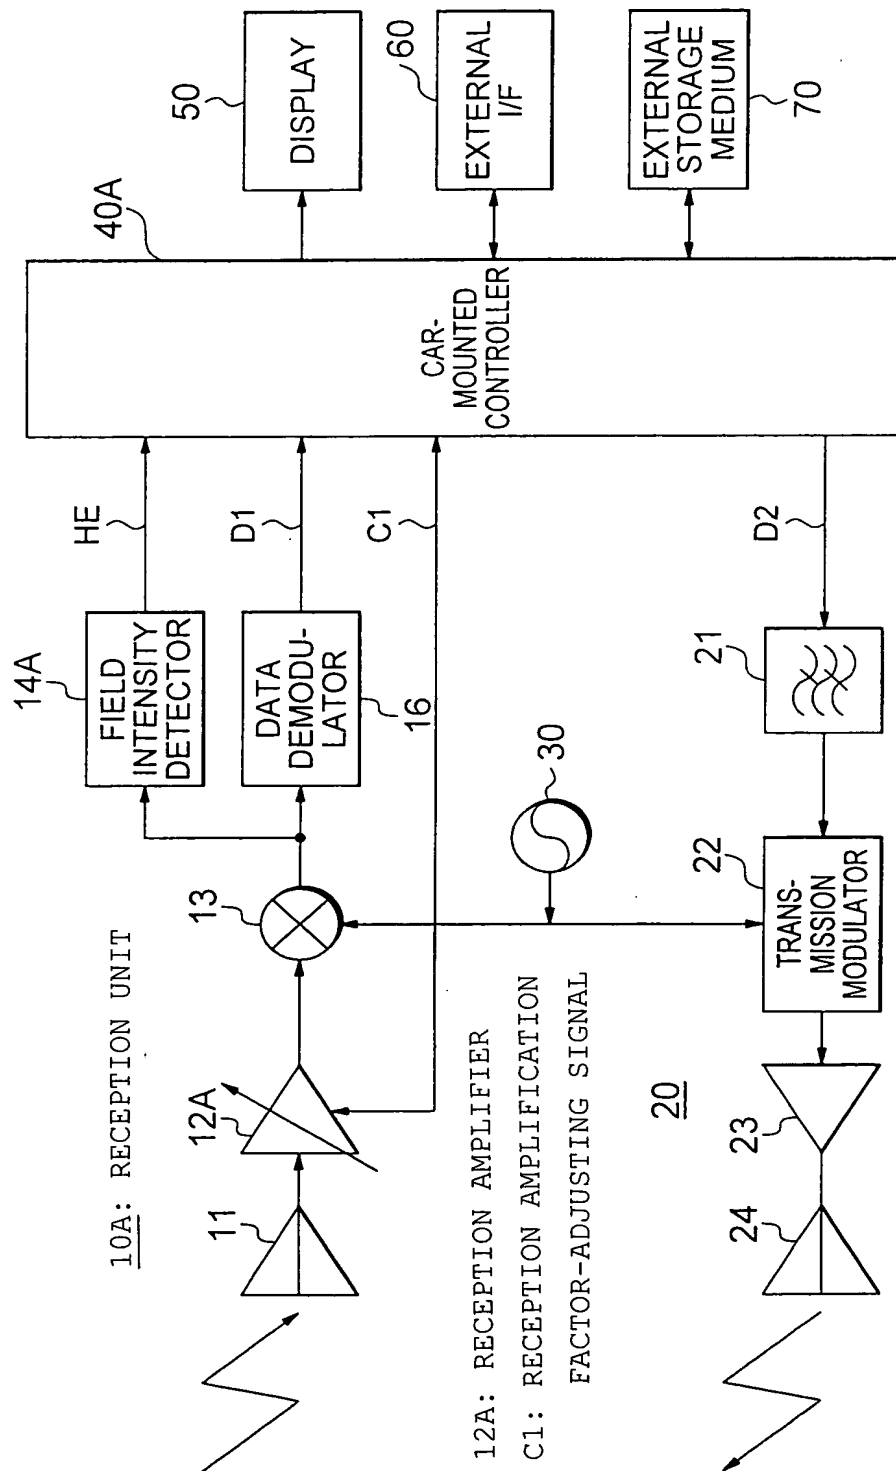 10A: RECEPTION UNIT
11
12A
13
14A
FIELD
INTENSITY
DETECTOR
HE
DATA
DEMODU-
LATOR
16
D1
C1
40A
CAR-
MOUNTED
CONTROLLER
50
DISPLAY
60
EXTERNAL
I/F
EXTERNAL
STORAGE
MEDIUM
70
30
12A: RECEPTION AMPLIFIER
C1: RECEPTION AMPLIFICATION
FACTOR-ADJUSTING SIGNAL
20
24
23
22
TRANS-
MISSION
MODULATOR
21
D2